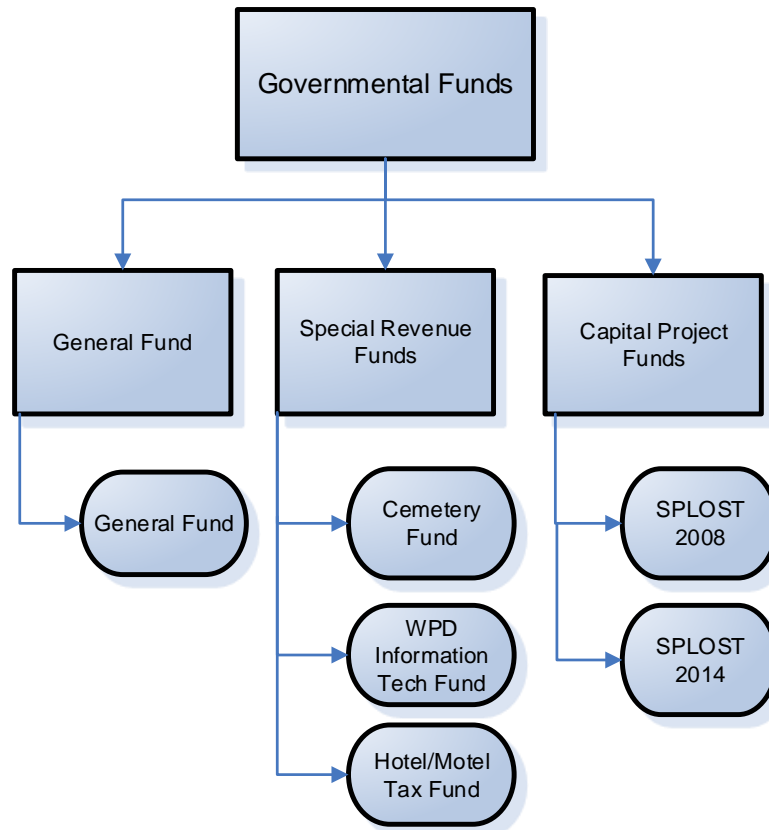 Governmental Funds
General Fund
Special Revenue
Funds
Capital Project
Funds
General Fund
Cemetery
Fund
SPLOST
2008
WPD
Information
Tech Fund
SPLOST
2014
Hotel/Motel
Tax Fund